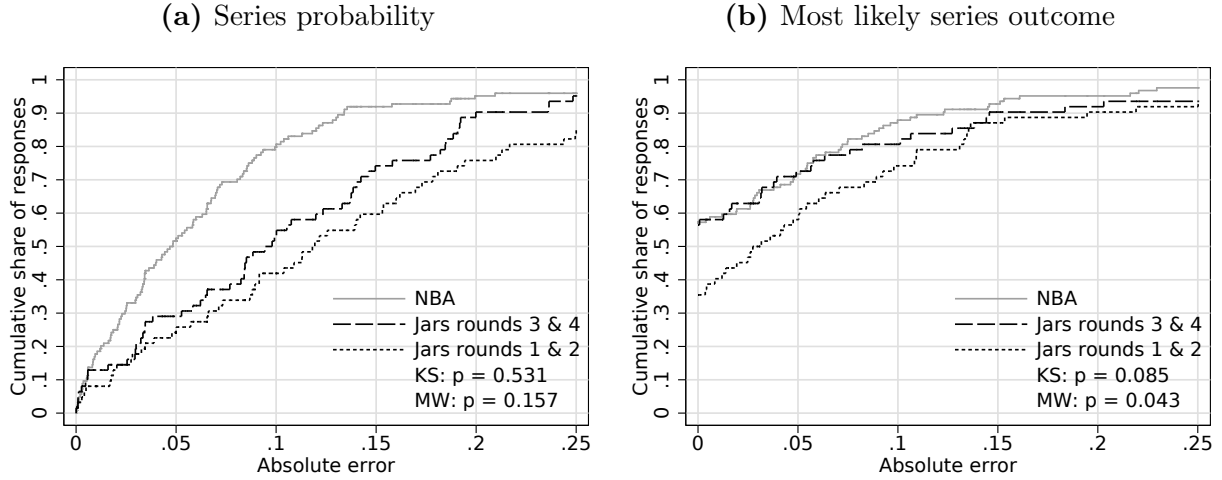 (a) Series probability
Cumulative share of responses
0 .1 .2 .3 .4 .5 .6 .7 .8 .9 1
0 .05 .1 .15 .2 .25
Absolute error
NBA
Jars rounds 3 & 4
Jars rounds 1 & 2
KS: p = 0.531
MW: p = 0.157
(b) Most likely series outcome
Cumulative share of responses
0 .1 .2 .3 .4 .5 .6 .7 .8 .9 1
0 .05 .1 .15 .2 .25
Absolute error
NBA
Jars rounds 3 & 4
Jars rounds 1 & 2
KS: p = 0.085
MW: p = 0.043